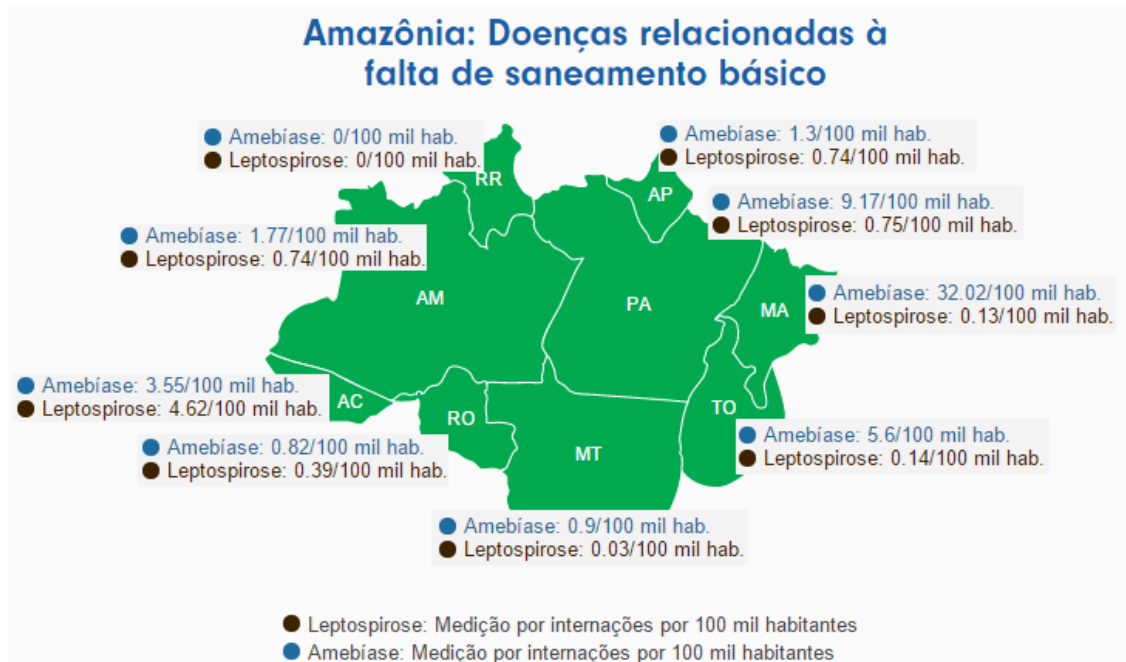 Amazônia: Doenças relacionadas à
falta de saneamento básico
Amebíase: 0/100 mil hab.
Leptospirose: 0/100 mil hab.
RR
Amebíase: 1.3/100 mil hab.
Leptospirose: 0.74/100 mil hab.
AP
Amebíase: 9.17/100 mil hab.
Leptospirose: 0.75/100 mil hab.
Amebíase: 1.77/100 mil hab.
Leptospirose: 0.74/100 mil hab.
AM
PA
MA
Amebíase: 32.02/100 mil hab.
Leptospirose: 0.13/100 mil hab.
Amebíase: 3.55/100 mil hab.
Leptospirose: 4.62/100 mil hab.
AC
RO
TO
Amebíase: 0.82/100 mil hab.
Leptospirose: 0.39/100 mil hab.
MT
Amebíase: 5.6/100 mil hab.
Leptospirose: 0.14/100 mil hab.
Amebíase: 0.9/100 mil hab.
Leptospirose: 0.03/100 mil hab.
Leptospirose: Medição por internações por 100 mil habitantes
Amebíase: Medição por internações por 100 mil habitantes